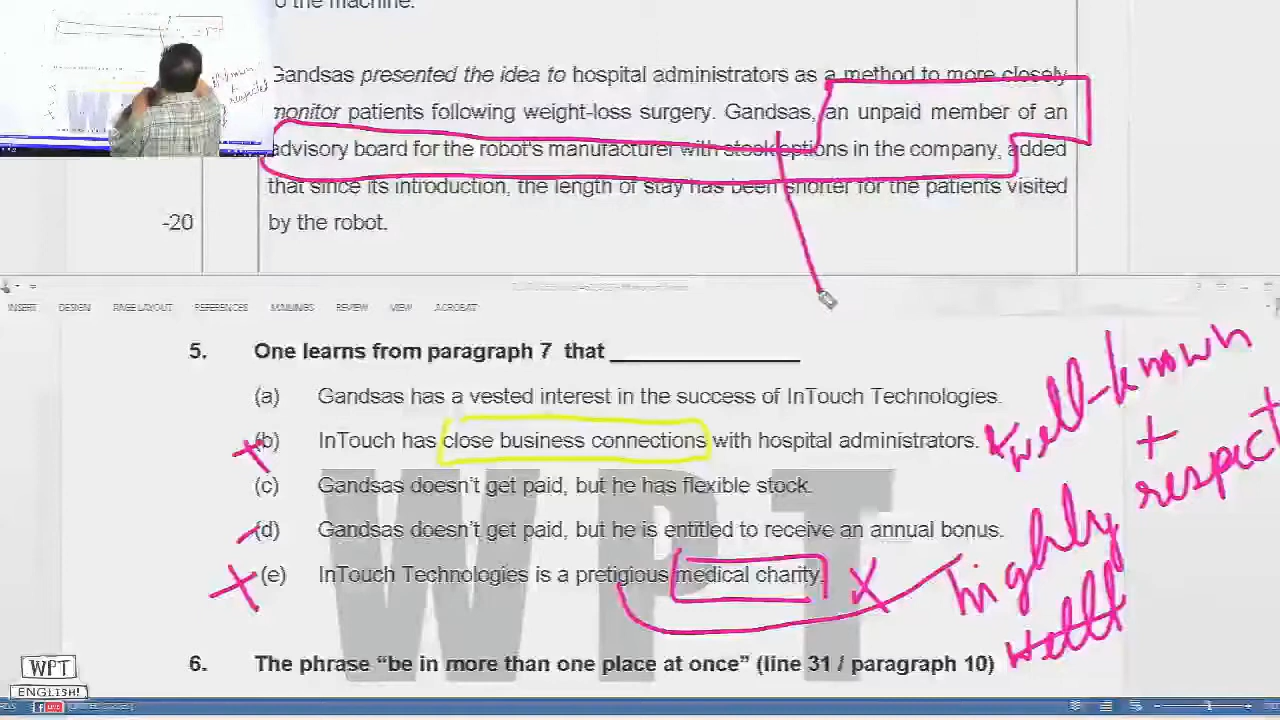 o the machine.
Gandsas presented the idea to hospital administrators as a method to more closely
monitor patients following weight-loss surgery. Gandsas, an unpaid member of an
advisory board for the robot's manufacturer with stock options in the company, added
that since its introduction, the length of stay has been shorter for the patients visited
-20 by the robot.
INSERT DESIGN PAGE LAYOUT REFERENCES MAILINGS REVIEW VIEW ACROBAT
5. One learns from paragraph 7 that ____________
(a) Gandsas has a vested interest in the success of InTouch Technologies.
(b) InTouch has close business connections with hospital administrators.
(c) Gandsas doesn't get paid, but he has flexible stock.
(d) Gandsas doesn't get paid, but he is entitled to receive an annual bonus.
(e) InTouch Technologies is a pretigious medical charity.
well-known
+
respect
highly
WPT
6. The phrase “be in more than one place at once” (line 31 / paragraph 10)
WPT
ENGLISH!
LIVE